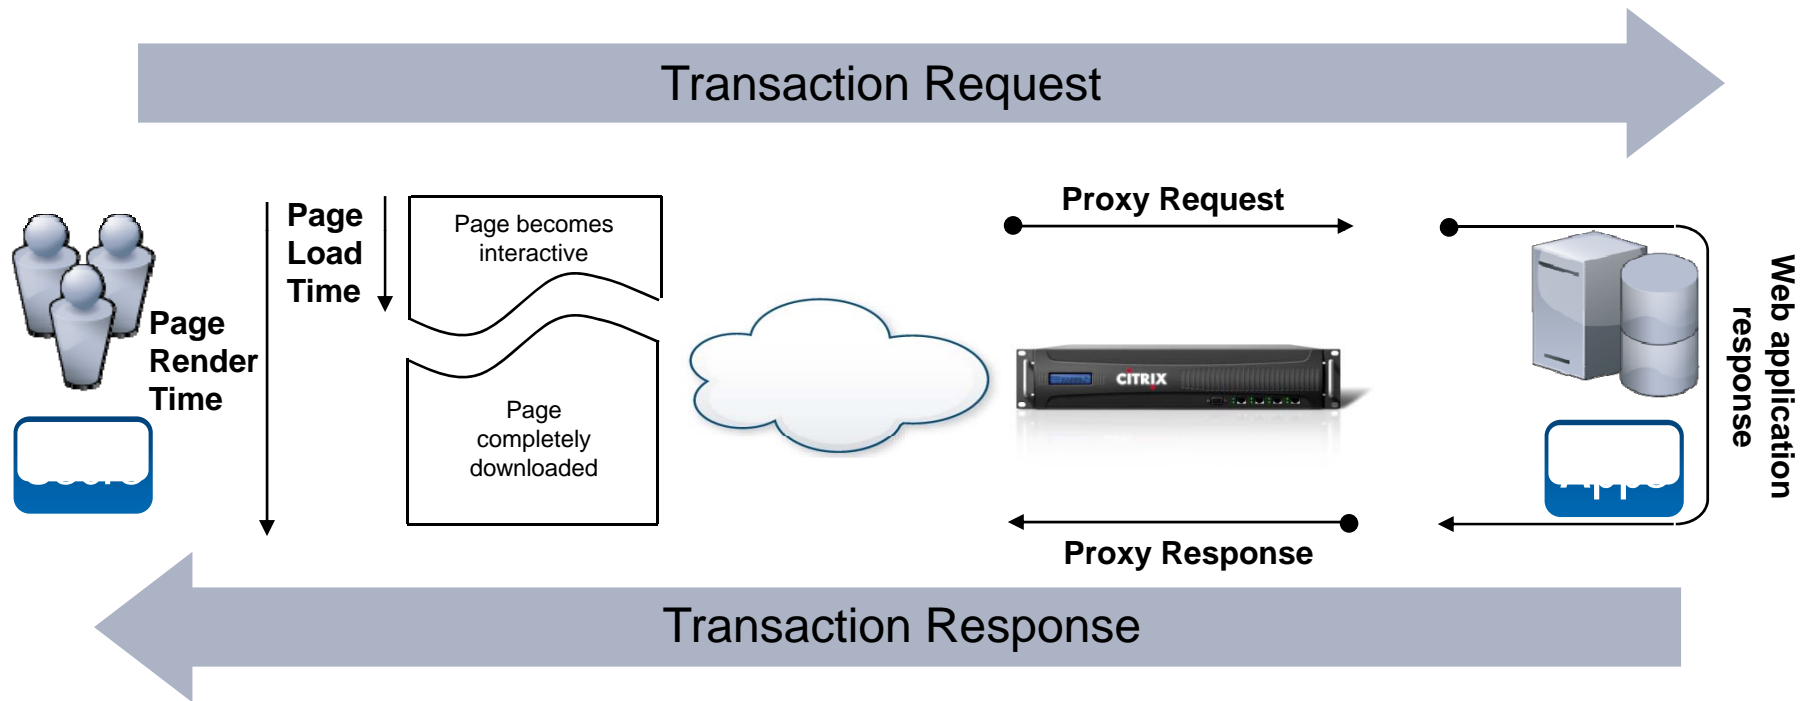 Transaction Request
Page
Load
Time
Page becomes
interactive
Proxy Request
Page
Render
Time
CITRIX
Web application
response
Page
completely
downloaded
Apps
Proxy Response
Transaction Response